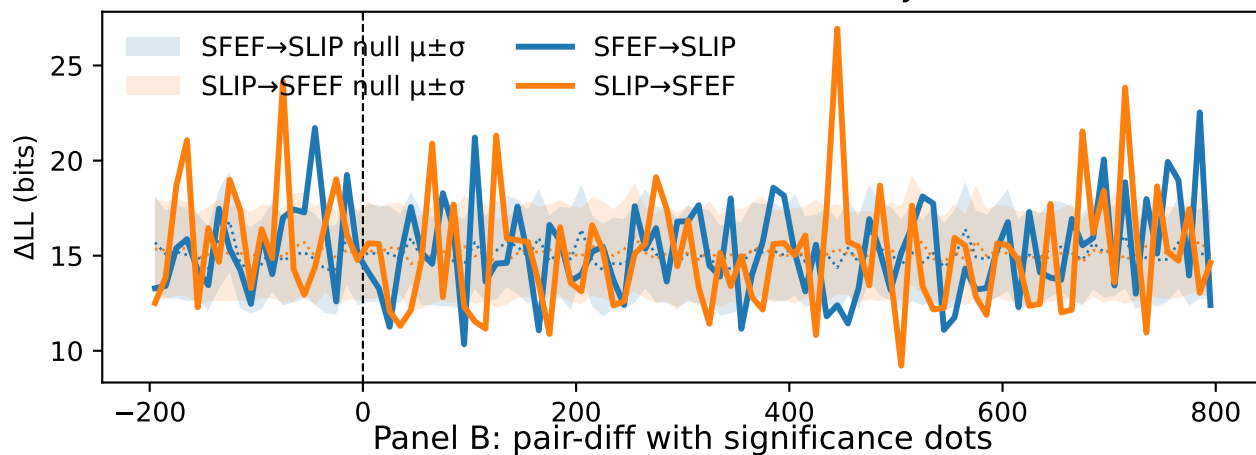 SFEF→SLIP null μ±σ
SLIP→SFEF null μ±σ
SFEF→SLIP
SLIP→SFEF
ΔLL (bits)
25
20
15
10
−200 0 200 400 600 800
Panel B: pair-diff with significance dots